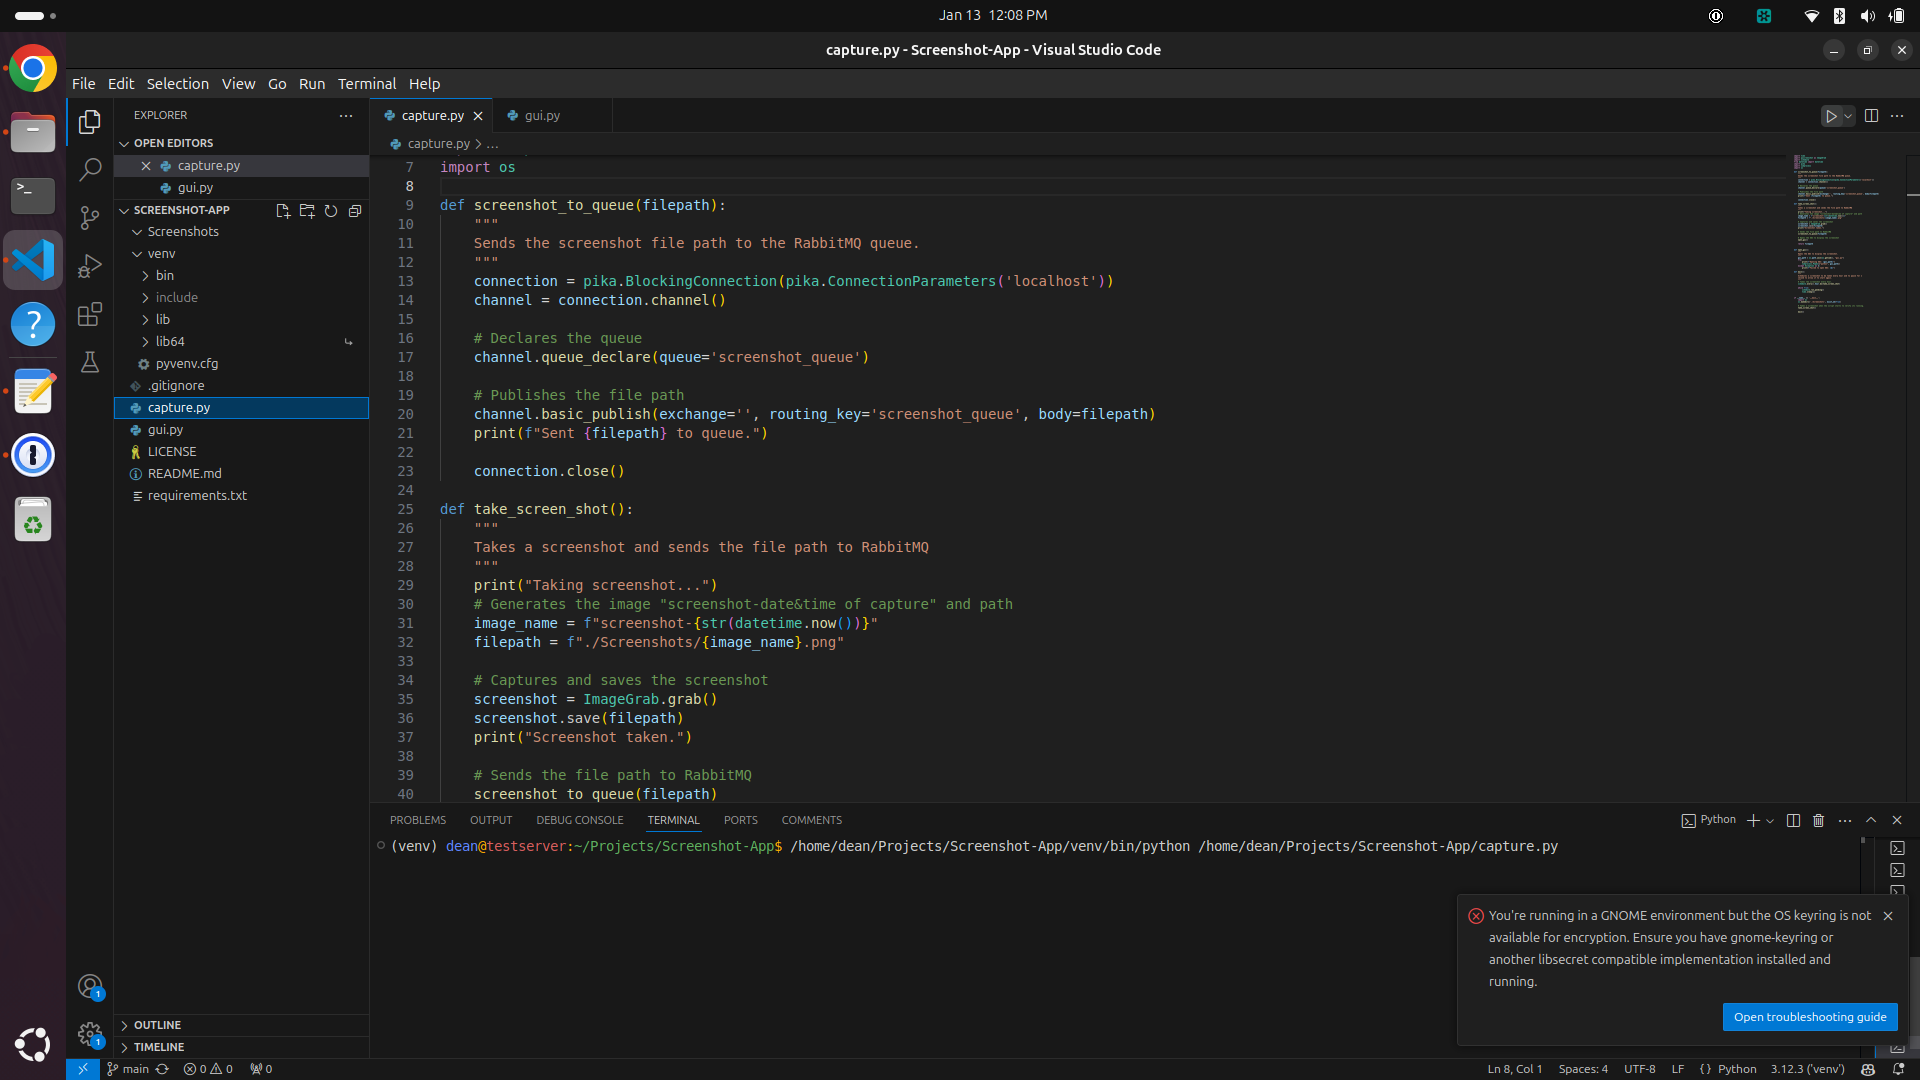 Jan 13 12:08 PM
capture.py - Screenshot-App - Visual Studio Code
File Edit Selection View Go Run Terminal Help
EXPLORER
OPEN EDITORS
capture.py
gui.py
SCREENSHOT-APP
Screenshots
venv
bin
include
lib
lib64
pyvenv.cfg
.gitignore
capture.py
gui.py
LICENSE
README.md
requirements.txt
OUTLINE
TIMELINE
capture.py
gui.py
capture.py > ...
7 import os
8
9 def screenshot_to_queue(filepath):
10 """
11 Sends the screenshot file path to the RabbitMQ queue.
12 """
13 connection = pika.BlockingConnection(pika.ConnectionParameters('localhost'))
14 channel = connection.channel()
15
16 # Declares the queue
17 channel.queue_declare(queue='screenshot_queue')
18
19 # Publishes the file path
20 channel.basic_publish(exchange='', routing_key='screenshot_queue', body=filepath)
21 print(f"Sent {filepath} to queue.")
22
23 connection.close()
24
25 def take_screen_shot():
26 """
27 Takes a screenshot and sends the file path to RabbitMQ
28 """
29 print("Taking screenshot...")
30 # Generates the image "screenshot-date&time of capture" and path
31 image_name = f"screenshot-{str(datetime.now())}"
32 filepath = f"./Screenshots/{image_name}.png"
33
34 # Captures and saves the screenshot
35 screenshot = ImageGrab.grab()
36 screenshot.save(filepath)
37 print("Screenshot taken.")
38
39 # Sends the file path to RabbitMQ
40 screenshot_to_queue(filepath)
PROBLEMS OUTPUT DEBUG CONSOLE TERMINAL PORTS COMMENTS
Python
(venv) dean@testserver:~/Projects/Screenshot-App$ /home/dean/Projects/Screenshot-App/venv/bin/python /home/dean/Projects/Screenshot-App/capture.py
You're running in a GNOME environment but the OS keyring is not
available for encryption. Ensure you have gnome-keyring or
another libsecret compatible implementation installed and
running.
Open troubleshooting guide
1
1
main 0 0 0
Ln 8, Col 1 Spaces: 4 UTF-8 LF {} Python 3.12.3 ('venv')